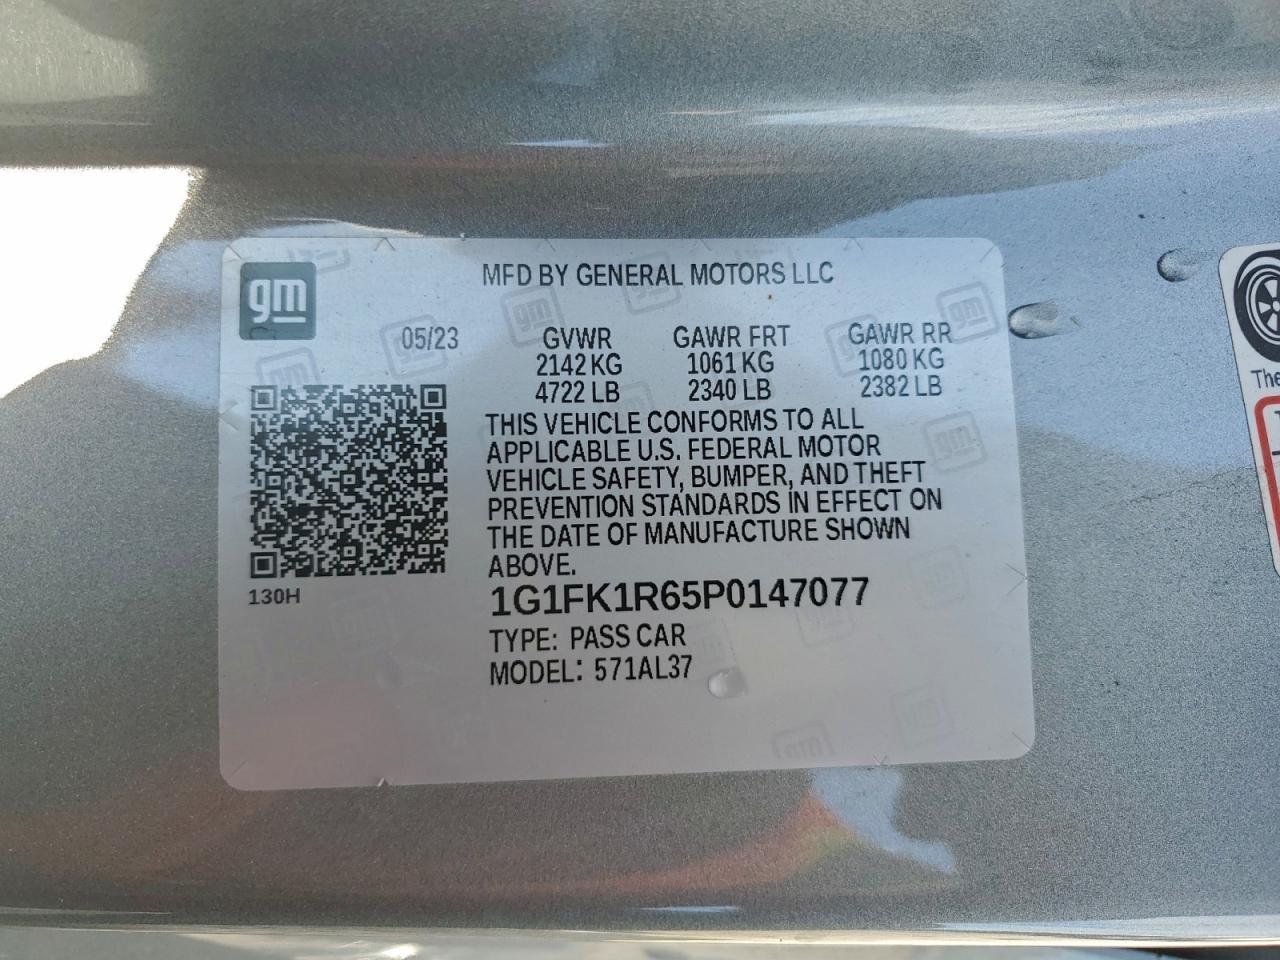 gm
MFD BY GENERAL MOTORS LLC
05/23 GVWR GAWR FRT GAWR RR
2142 KG 1061 KG 1080 KG
4722 LB 2340 LB 2382 LB
THIS VEHICLE CONFORMS TO ALL
APPLICABLE U.S. FEDERAL MOTOR
VEHICLE SAFETY, BUMPER, AND THEFT
PREVENTION STANDARDS IN EFFECT ON
THE DATE OF MANUFACTURE SHOWN
ABOVE.
130H
1G1FK1R65P0147077
TYPE: PASS CAR
MODEL: 571AL37
The